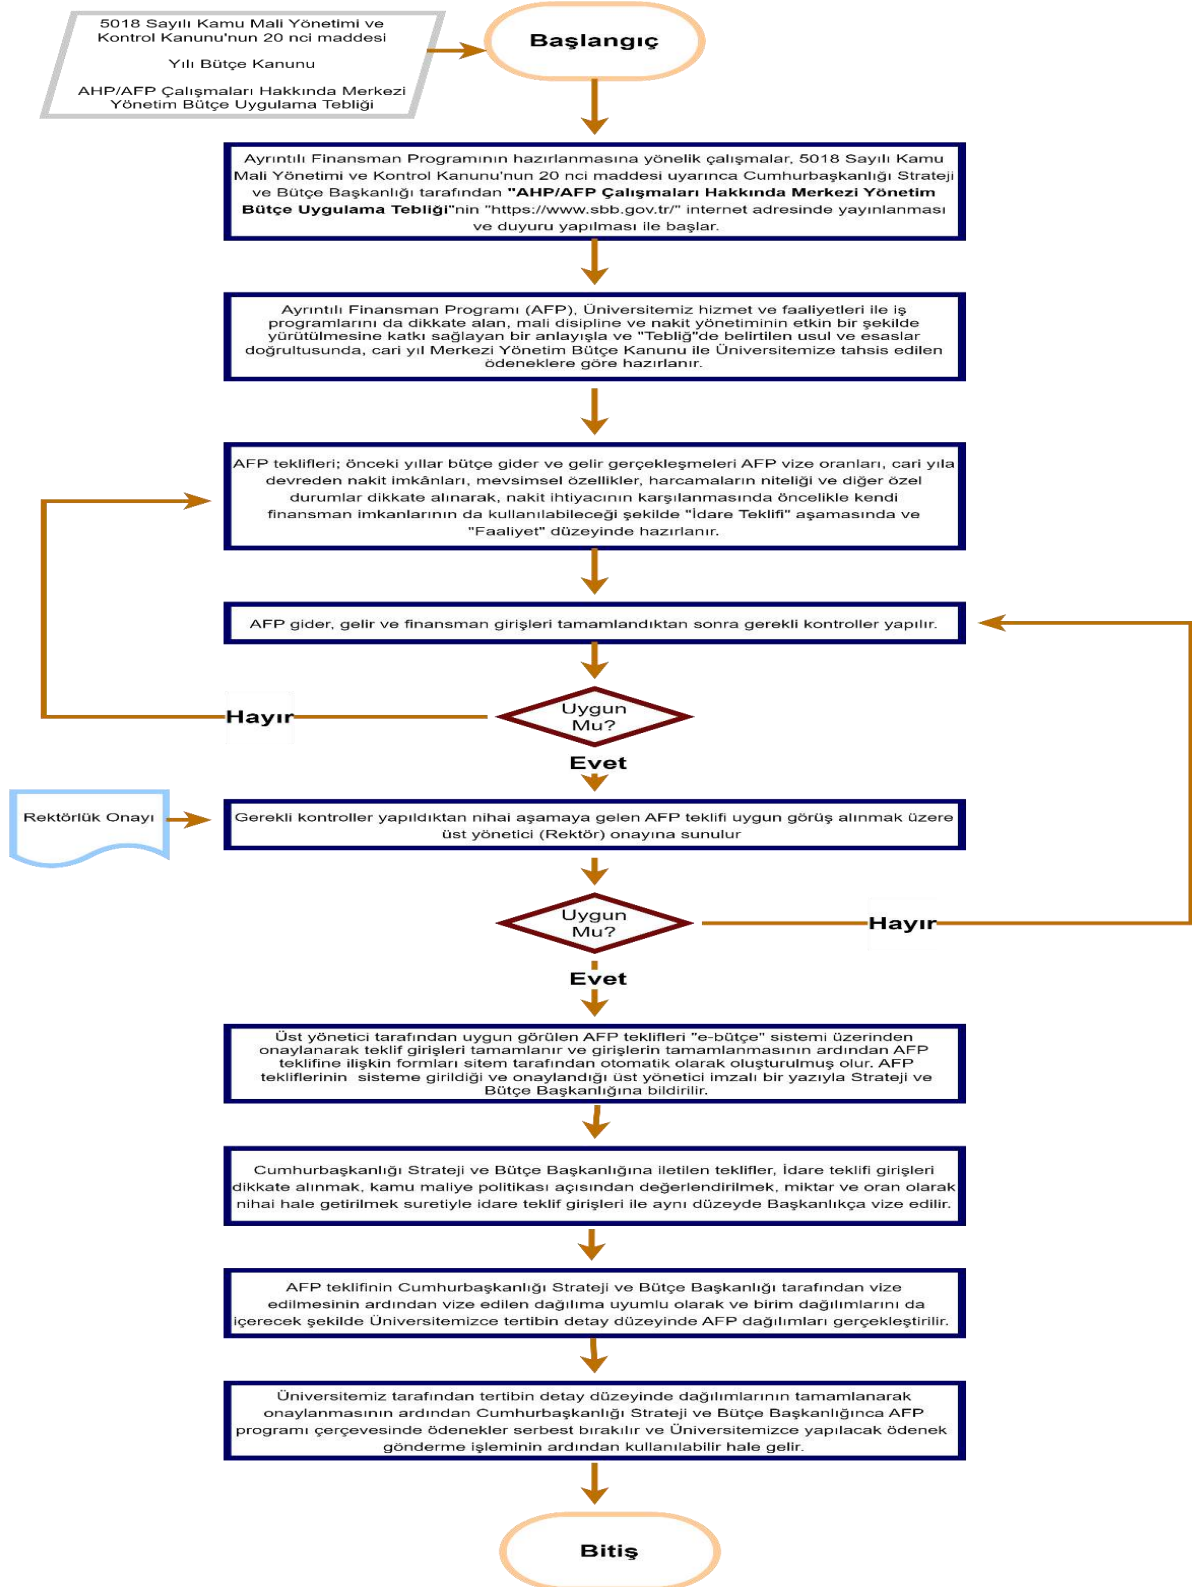 5018 Sayılı Kamu Mali Yönetimi ve
Kontrol Kanunu'nun 20 nci maddesi
Yılı Bütçe Kanunu
AHP/AFP Çalışmaları Hakkında Merkezi
Yönetim Bütçe Uygulama Tebliği
Başlangıç
Ayrıntılı Finansman Programının hazırlanmasına yönelik çalışmalar, 5018 Sayılı Kamu
Mali Yönetimi ve Kontrol Kanunu'nun 20 nci maddesi uyarınca Cumhurbaşkanlığı Strateji
ve Bütçe Başkanlığı tarafından "AHP/AFP Çalışmaları Hakkında Merkezi Yönetim
Bütçe Uygulama Tebliği"nin "https://www.sbb.gov.tr/" internet adresinde yayınlanması
ve duyuru yapılması ile başlar.
Ayrıntılı Finansman Programı (AFP), Üniversitemiz hizmet ve faaliyetleri ile iş
programlarını da dikkate alan, mali disipline ve nakit yönetiminin etkin bir şekilde
yürütülmesine katkı sağlayan bir anlayışla ve "Tebliğ"de belirtilen usul ve esaslar
doğrultusunda, cari yıl Merkezi Yönetim Bütçe Kanunu ile Üniversitemize tahsis edilen
ödeneklere göre hazırlanır.
AFP teklifleri; önceki yıllar bütçe gider ve gelir gerçekleşmeleri AFP vize oranları, cari yıla
devreden nakit imkânları, mevsimsel özellikler, harcamaların niteliği ve diğer özel
durumlar dikkate alınarak, nakit ihtiyacının karşılanmasında öncelikle kendi
finansman imkanlarının da kullanılabileceği şekilde "İdare Teklifi" aşamasında ve
"Faaliyet" düzeyinde hazırlanır.
AFP gider, gelir ve finansman girişleri tamamlandıktan sonra gerekli kontroller yapılır.
Uygun
Mu?
Hayır
Evet
Rektörlük Onayı
Gerekli kontroller yapıldıktan nihai aşamaya gelen AFP teklifi uygun görüş alınmak üzere
üst yönetici (Rektör) onayına sunulur
Uygun
Mu?
Hayır
Evet
Üst yönetici tarafından uygun görülen AFP teklifleri "e-bütçe" sistemi üzerinden
onaylanarak teklif girişleri tamamlanır ve girişlerin tamamlanmasının ardından AFP
teklifine ilişkin formları sitem tarafından otomatik olarak oluşturulmuş olur. AFP
tekliflerinin  sisteme girildiği ve onaylandığı üst yönetici imzalı bir yazıyla Strateji ve
Bütçe Başkanlığına bildirilir.
Cumhurbaşkanlığı Strateji ve Bütçe Başkanlığına iletilen teklifler, İdare teklifi girişleri
dikkate alınmak, kamu maliye politikası açısından değerlendirilmek, miktar ve oran olarak
nihai hale getirilmek suretiyle idare teklif girişleri ile aynı düzeyde Başkanlıkça vize edilir.
AFP teklifinin Cumhurbaşkanlığı Strateji ve Bütçe Başkanlığı tarafından vize
edilmesinin ardından vize edilen dağılıma uyumlu olarak ve birim dağılımlarını da
içerecek şekilde Üniversitemizce tertibin detay düzeyinde AFP dağılımları gerçekleştirilir.
Üniversitemiz tarafından tertibin detay düzeyinde dağılımlarının tamamlanarak
onaylanmasının ardından Cumhurbaşkanlığı Strateji ve Bütçe Başkanlığınca AFP
programı çerçevesinde ödenekler serbest bırakılır ve Üniversitemizce yapılacak ödenek
gönderme işleminin ardından kullanılabilir hale gelir.
Bitiş